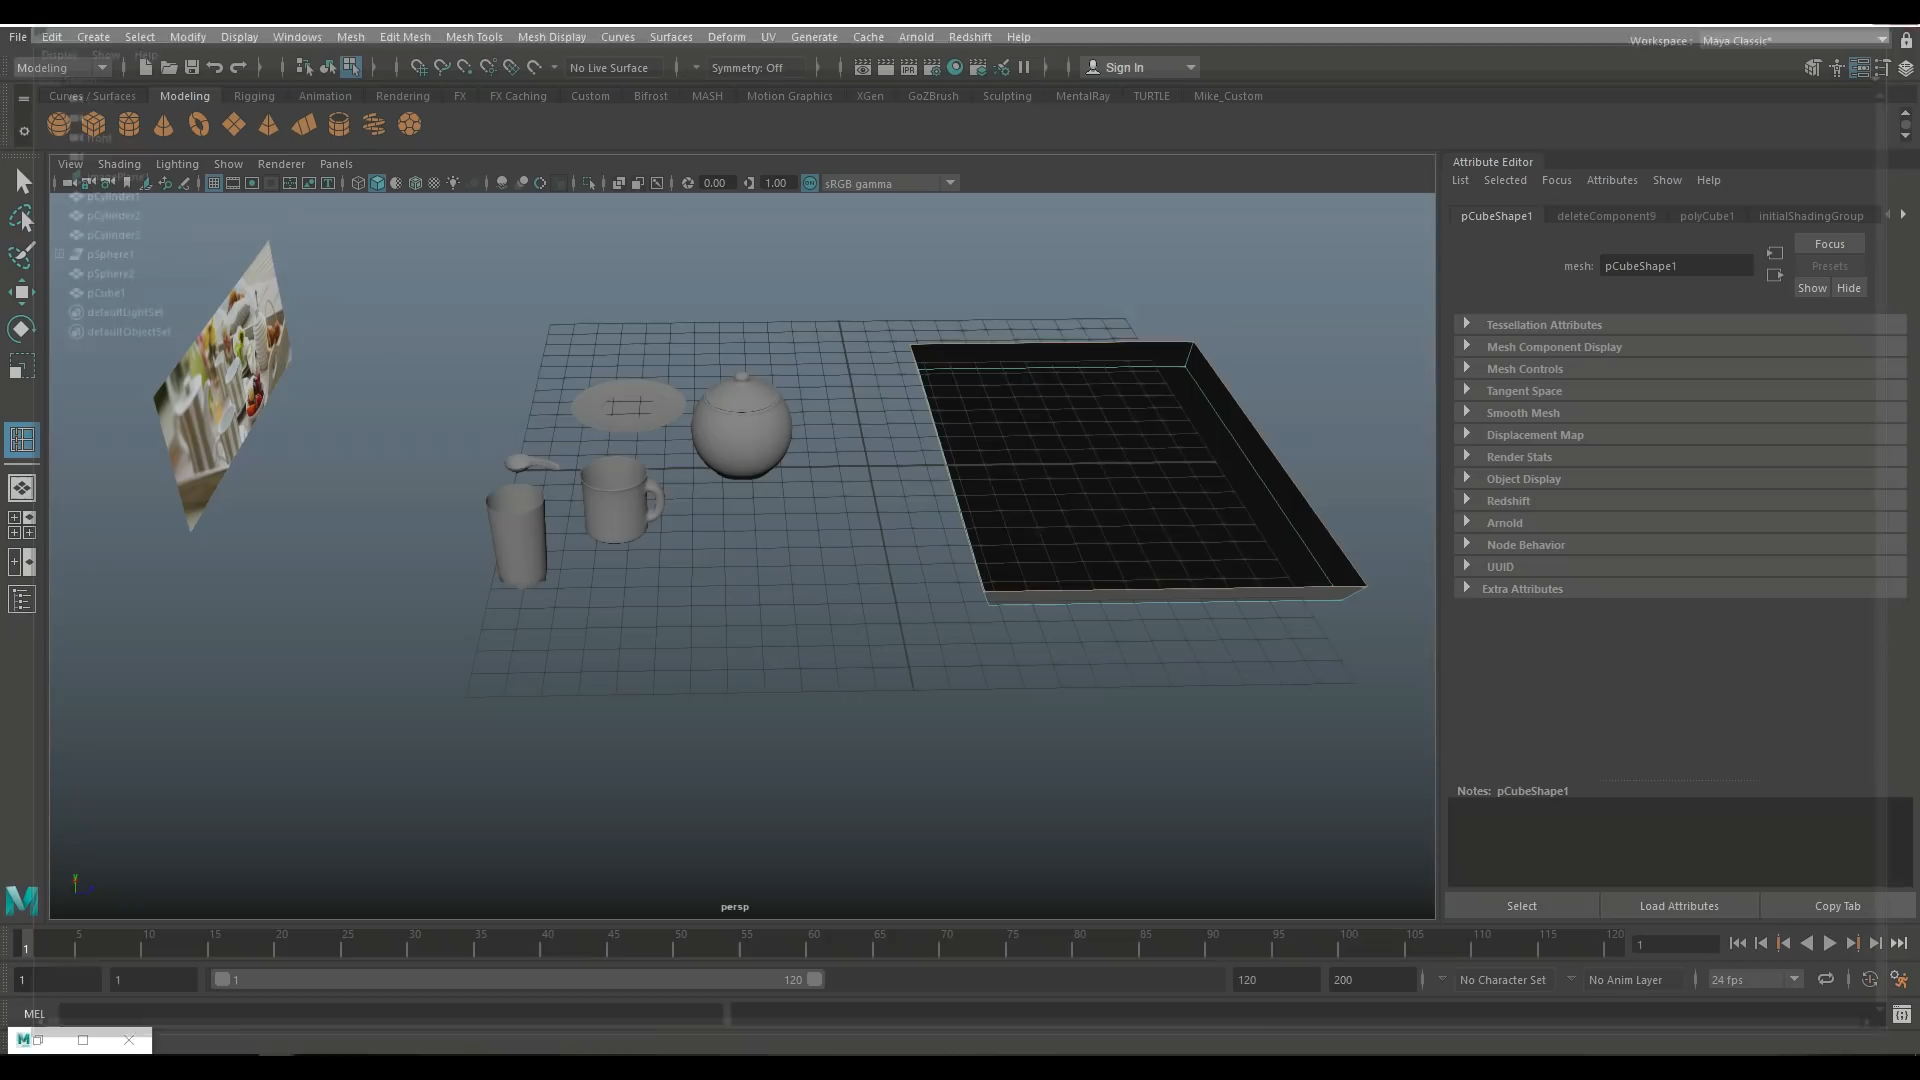 File Edit Create Select Modify Display Windows Mesh Edit Mesh Mesh Tools Mesh Display Curves Surfaces Deform UV Generate Cache Arnold Redshift Help
Workspace: Maya Classic*
Display Show Help
Modeling
No Live Surface
Symmetry: Off
Sign In
Curves / Surfaces Modeling Rigging Animation Rendering FX FX Caching Custom Bifrost MASH Motion Graphics XGen GoZBrush Sculpting MentalRay TURTLE Mike_Custom
front
View Shading Lighting Show Renderer Panels
0.00 1.00 sRGB gamma
pCylinder1
pCylinder2
pCylinder3
pSphere1
pSphere2
pCube1
defaultLightSet
defaultObjectSet
persp
Attribute Editor
List Selected Focus Attributes Show Help
pCubeShape1 deleteComponent9 polyCube1 initialShadingGroup
mesh: pCubeShape1
Focus
Presets
Show Hide
Tessellation Attributes
Mesh Component Display
Mesh Controls
Tangent Space
Smooth Mesh
Displacement Map
Render Stats
Object Display
Redshift
Arnold
Node Behavior
UUID
Extra Attributes
Notes: pCubeShape1
Select Load Attributes Copy Tab
1 5 10 15 20 25 30 35 40 45 50 55 60 65 70 75 80 85 90 95 100 105 110 115 120
1
1 1 1 120 120 200 No Character Set No Anim Layer 24 fps
MEL